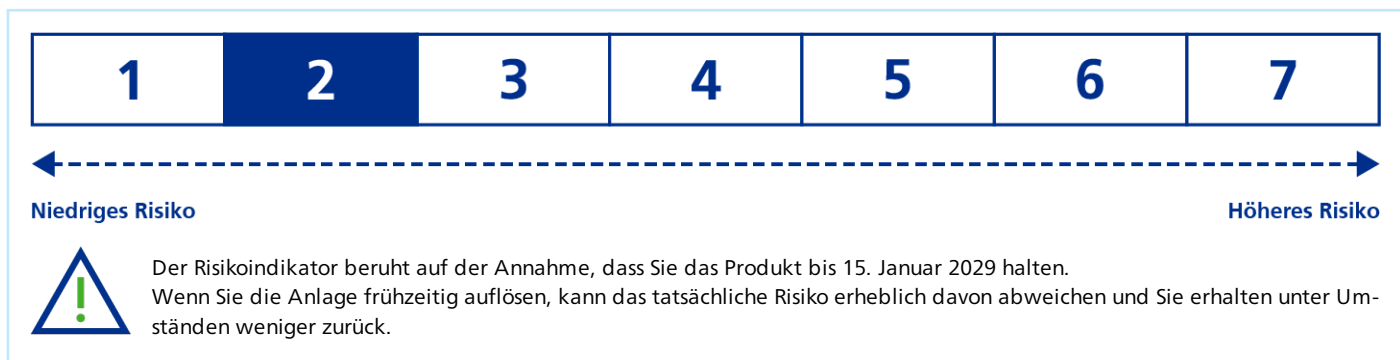 1 2 3 4 5 6 7
Niedriges Risiko Höheres Risiko
Der Risikoindikator beruht auf der Annahme, dass Sie das Produkt bis 15. Januar 2029 halten.
Wenn Sie die Anlage frühzeitig auflösen, kann das tatsächliche Risiko erheblich davon abweichen und Sie erhalten unter Um-
ständen weniger zurück.